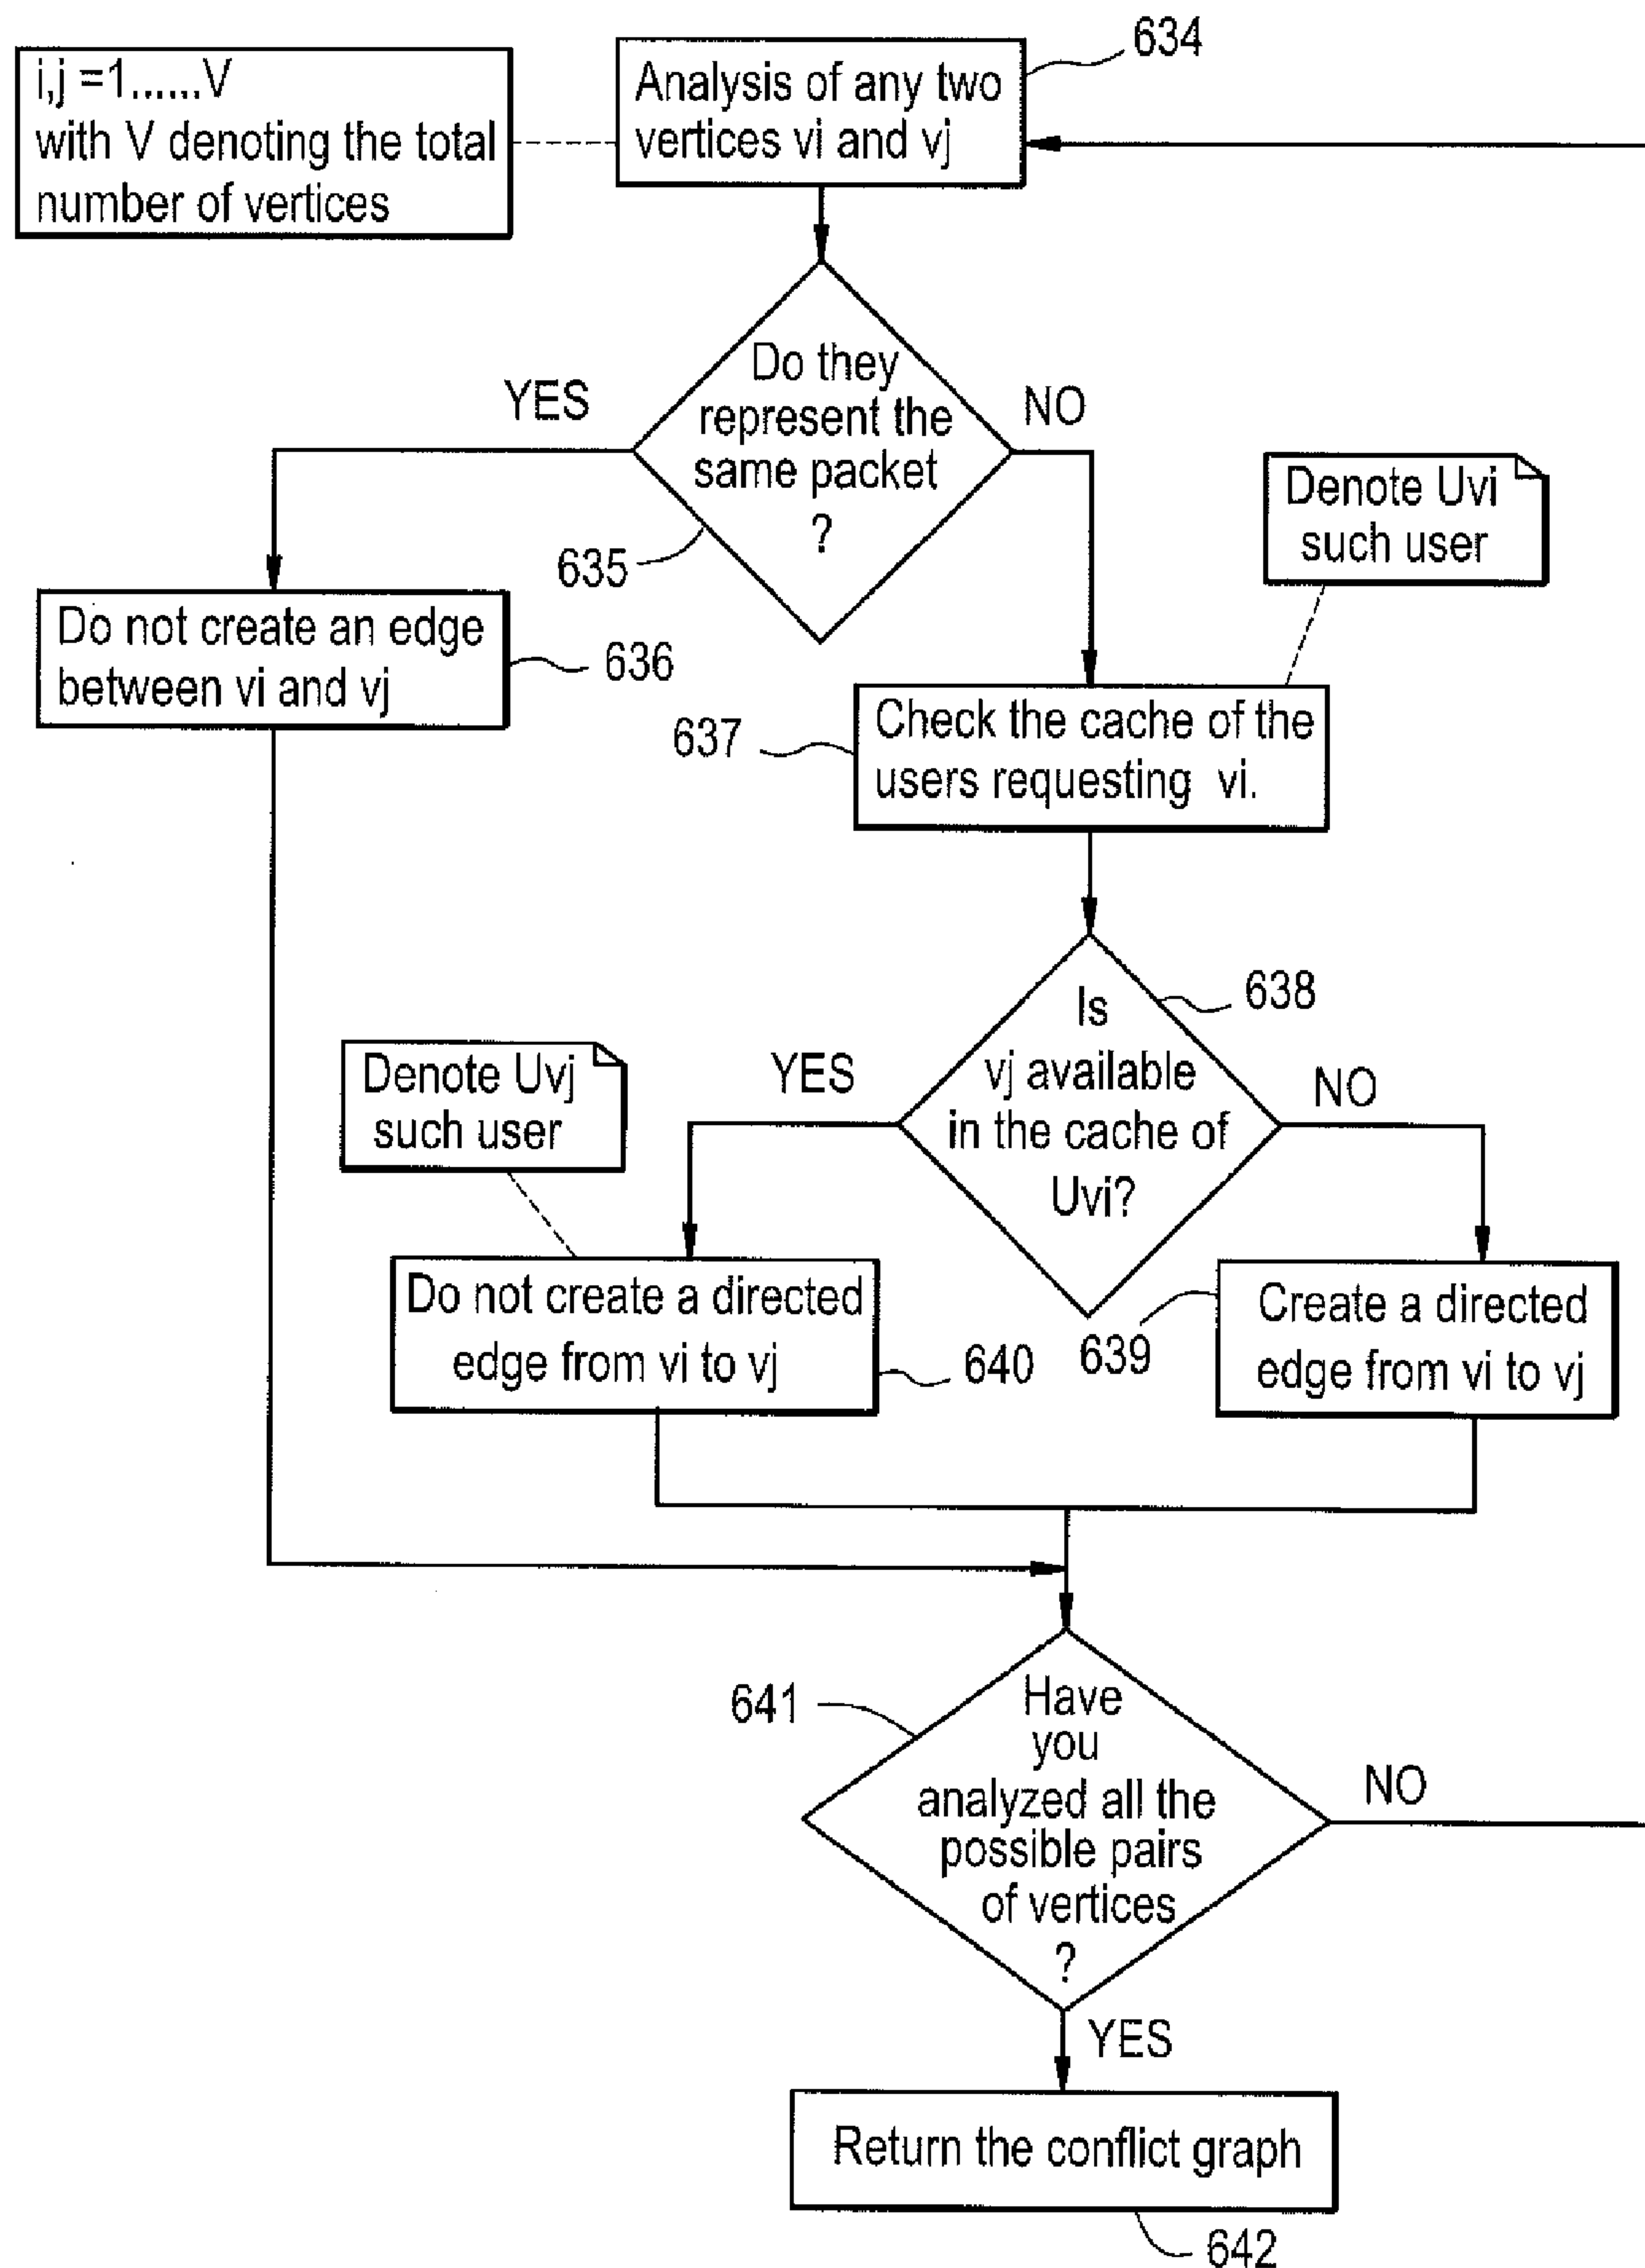 634
i,j =1......V
with V denoting the total
number of vertices
Analysis of any two
vertices vi and vj
Do they
represent the
same packet
?
YES
NO
635
Denote Uvi
such user
Do not create an edge
between vi and vj
636
637
Check the cache of the
users requesting vi.
638
Is
vj available
in the cache of
Uvi?
YES
NO
Denote Uvj
such user
Do not create a directed
edge from vi to vj
640
639
Create a directed
edge from vi to vj
641
Have
you
analyzed all the
possible pairs
of vertices
?
NO
YES
Return the conflict graph
642